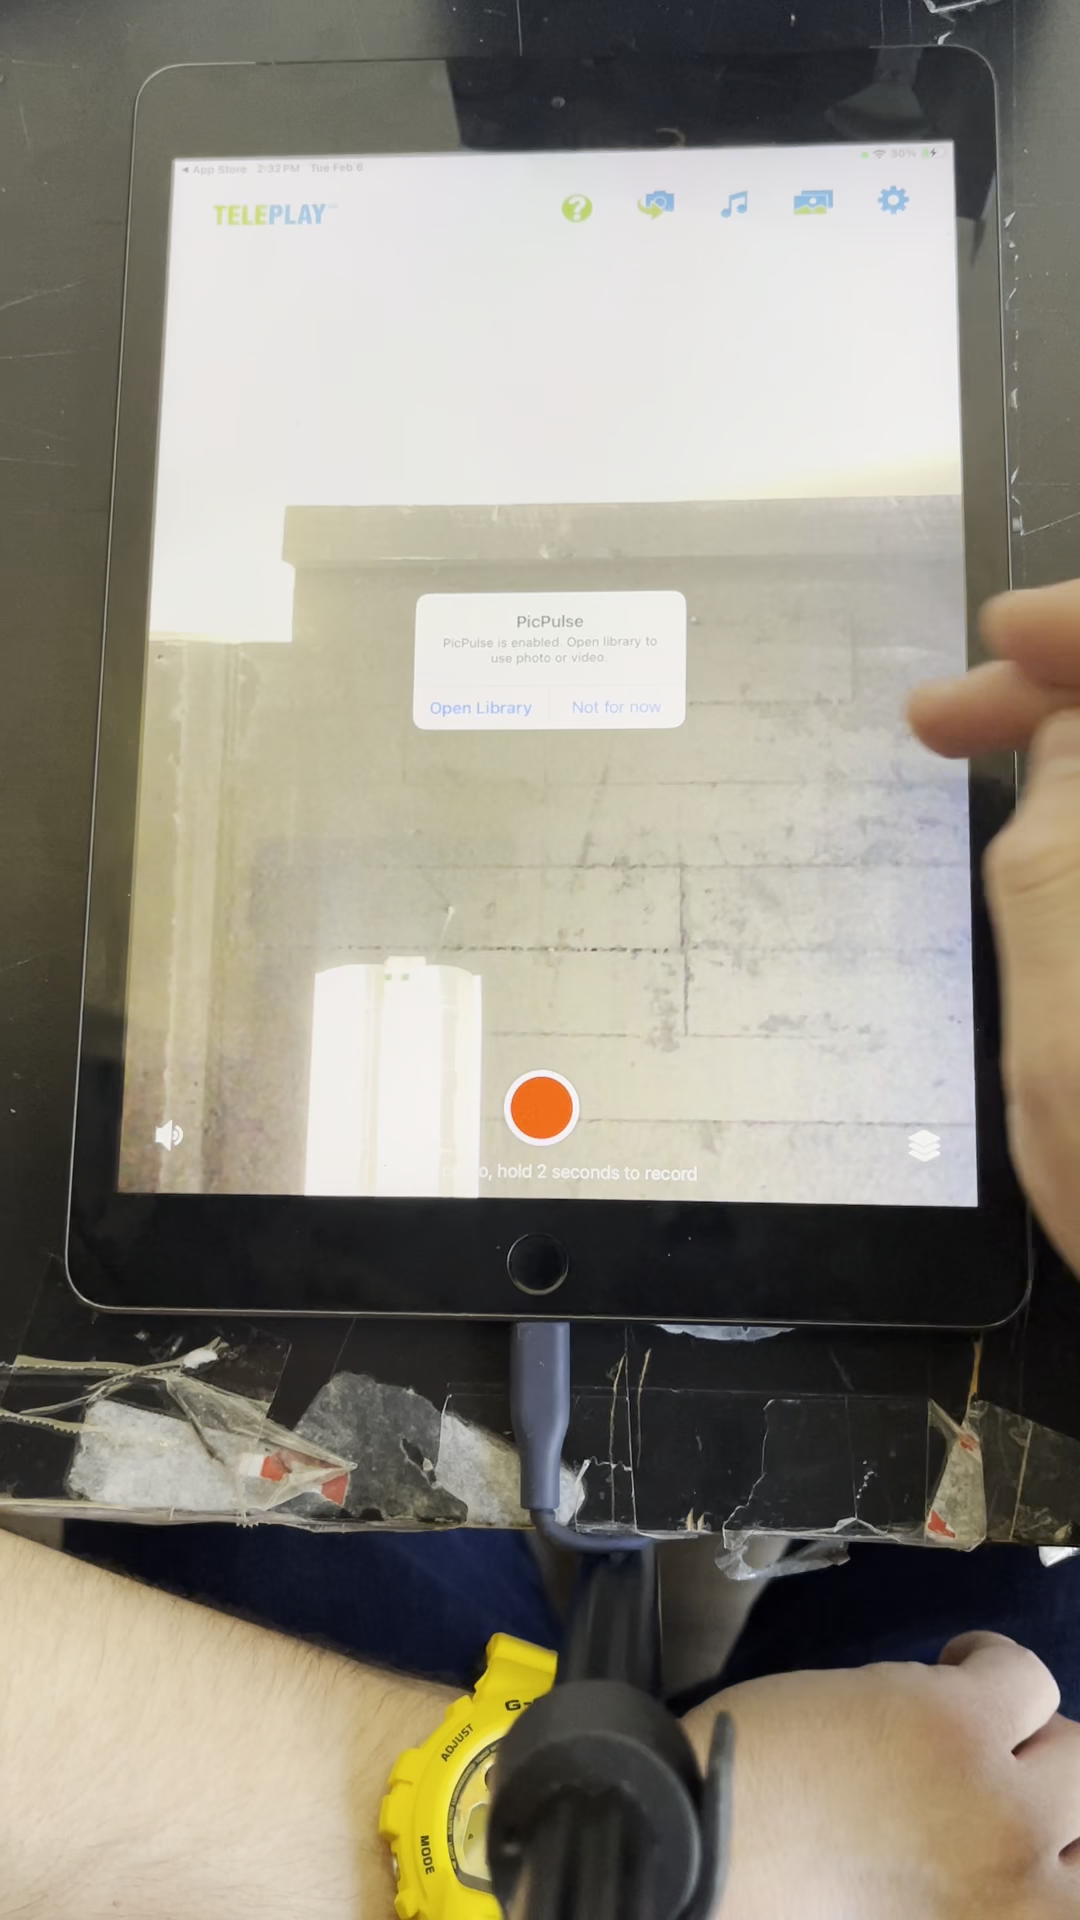 ◀ App Store 2:32 PM Tue Feb 6
30%
TELEPLAY
PicPulse
PicPulse is enabled. Open library to
use photo or video.
Open Library Not for now
hold 2 seconds to record
ADJUST
MODE